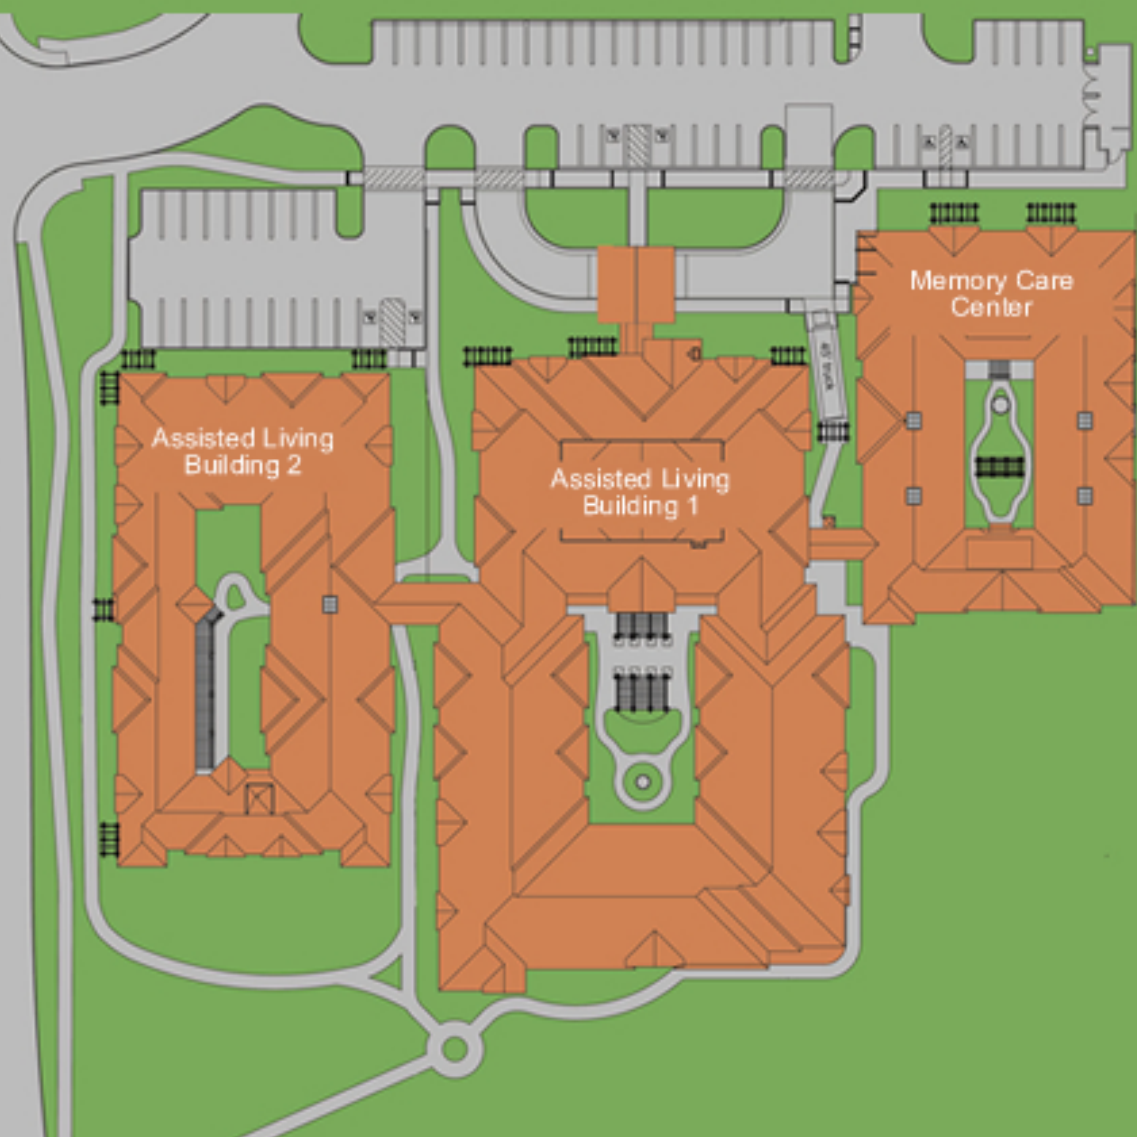 Memory Care
Center
Assisted Living
Building 2
Assisted Living
Building 1